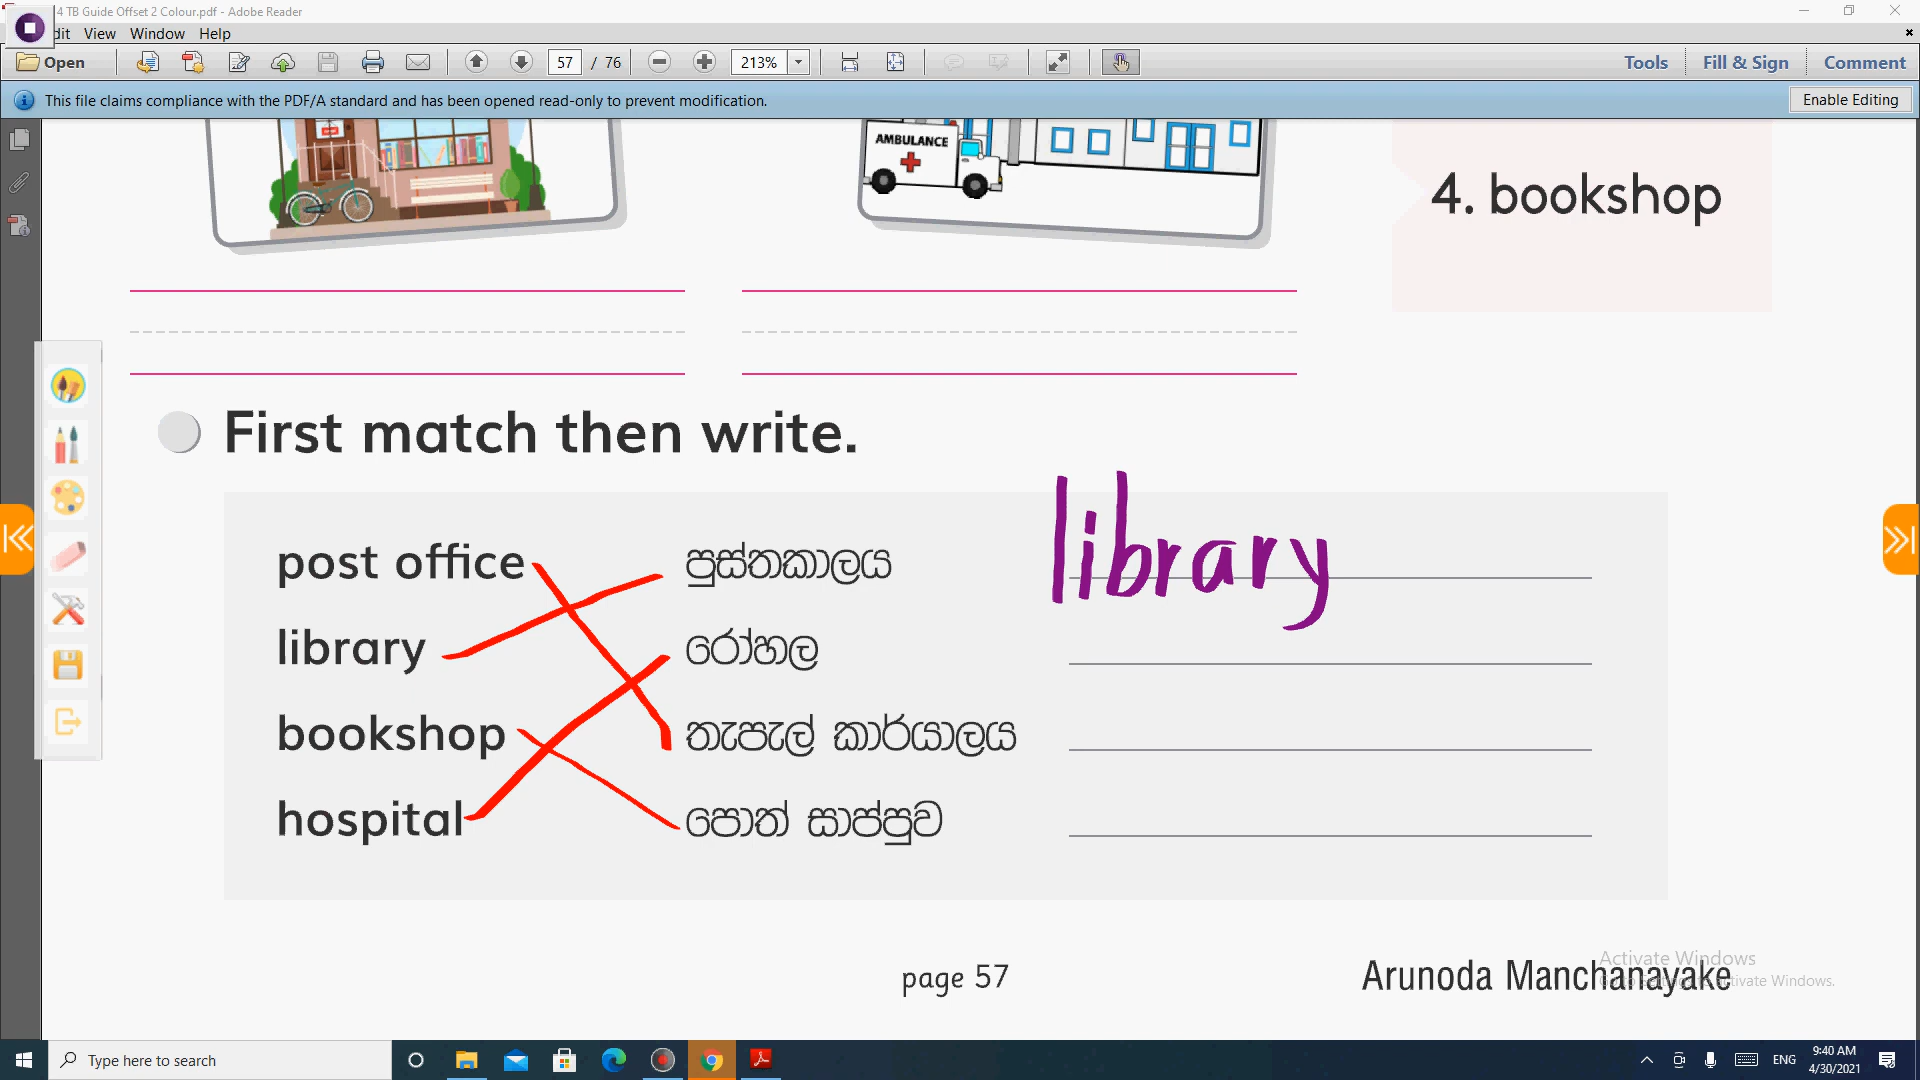 4 TB Guide Offset 2 Colour.pdf - Adobe Reader
dit View Window Help
Open 57 / 76 213% Tools Fill & Sign Comment
This file claims compliance with the PDF/A standard and has been opened read-only to prevent modification. Enable Editing
AMBULANCE
4. bookshop
First match then write.
post office පුස්තකාලය library
library රෝහල
bookshop තැපැල් කාර්යාලය
hospital පොත් සාප්පුව
page 57 Arunoda Manchanayake
Activate Windows
Type here to search ENG 9:40 AM
4/30/2021